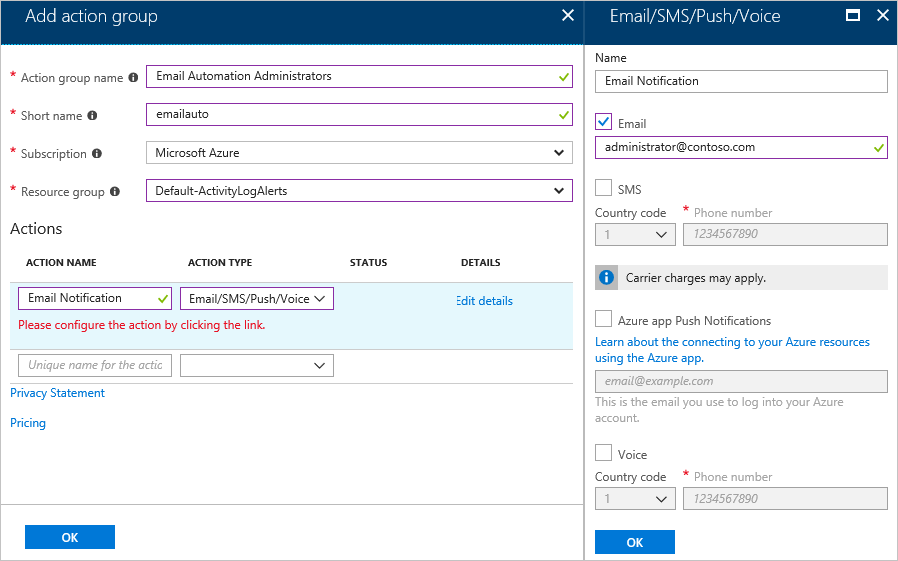 Add action group
* Action group name
Email Automation Administrators
* Short name
emailauto
* Subscription
Microsoft Azure
* Resource group
Default-ActivityLogAlerts
Actions
ACTION NAME ACTION TYPE STATUS DETAILS
Email Notification Email/SMS/Push/Voice Edit details
Please configure the action by clicking the link.
Unique name for the actio
Privacy Statement
Pricing
OK
Email/SMS/Push/Voice
Name
Email Notification
Email
administrator@contoso.com
SMS
Country code * Phone number
1 1234567890
Carrier charges may apply.
Azure app Push Notifications
Learn about the connecting to your Azure resources
using the Azure app.
email@example.com
This is the email you use to log into your Azure
account.
Voice
Country code * Phone number
1 1234567890
OK